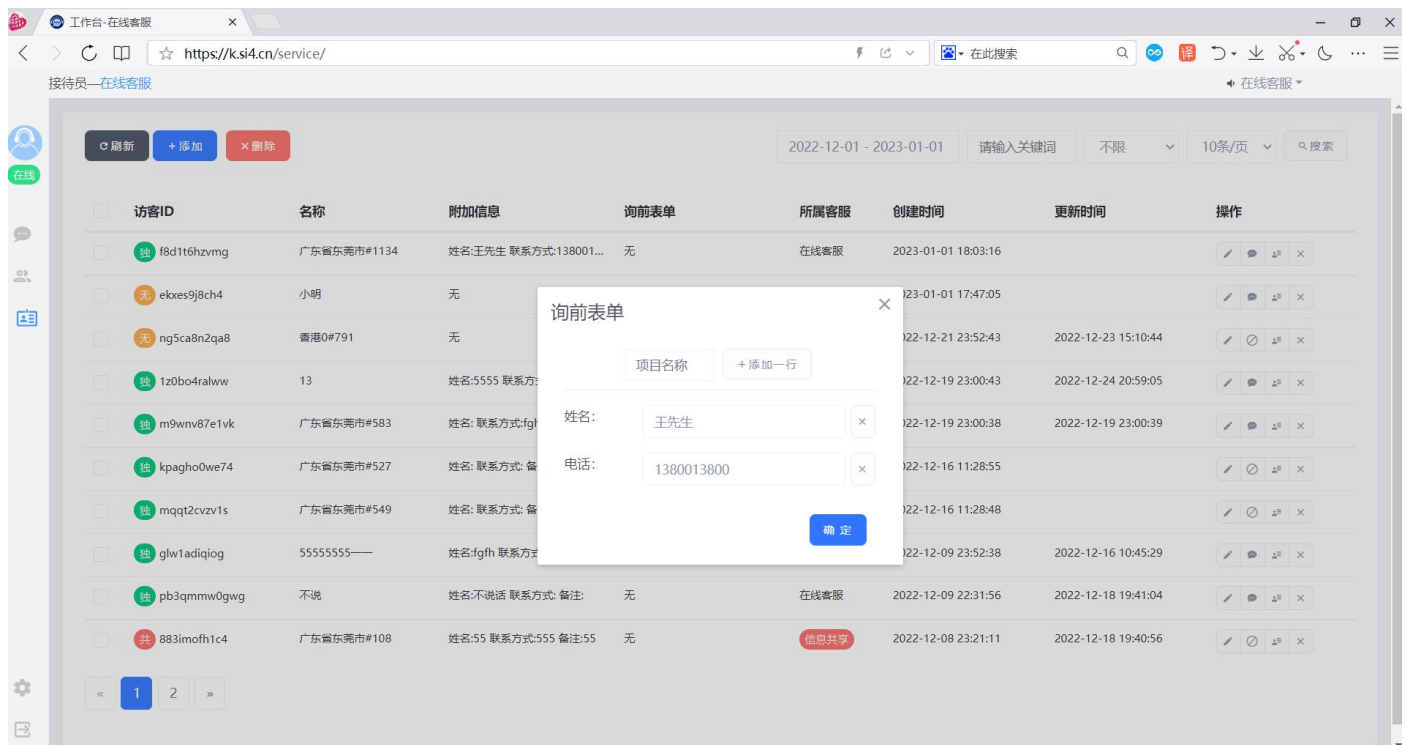 工作台-在线客服
https://k.si4.cn/service/
在此搜索
译
接待员—在线客服
在线客服
在线
刷新 +添加 ×删除 2022-12-01 - 2023-01-01 请输入关键词 不限 10条/页 搜索
访客ID 名称 附加信息 询前表单 所属客服 创建时间 更新时间 操作
独 f8d1t6hzvmg 广东省东莞市#1134 姓名:王先生 联系方式:138001... 无 在线客服 2023-01-01 18:03:16
无 ekxes9j8ch4 小明 无 023-01-01 17:47:05
无 ng5ca8n2qa8 香港0#791 无 022-12-21 23:52:43 2022-12-23 15:10:44
独 1z0bo4ralww 13 姓名:5555 联系方 022-12-19 23:00:43 2022-12-24 20:59:05
独 m9wnv87e1vk 广东省东莞市#583 姓名: 联系方式:fgh 022-12-19 23:00:38 2022-12-19 23:00:39
独 kpagho0we74 广东省东莞市#527 姓名: 联系方式: 备 022-12-16 11:28:55
独 mqqt2cvzv1s 广东省东莞市#549 姓名: 联系方式: 备 022-12-16 11:28:48
独 glw1adiqiog 55555555—— 姓名:fgfh 联系方式 022-12-09 23:52:38 2022-12-16 10:45:29
独 pb3qmmw0gwg 不说 姓名:不说话 联系方式: 备注: 无 在线客服 2022-12-09 22:31:56 2022-12-18 19:41:04
共 883imofh1c4 广东省东莞市#108 姓名:55 联系方式:555 备注:55 无 信息共享 2022-12-08 23:21:11 2022-12-18 19:40:56
« 1 2 »
询前表单
项目名称 +添加一行
姓名: 王先生
电话: 1380013800
确定